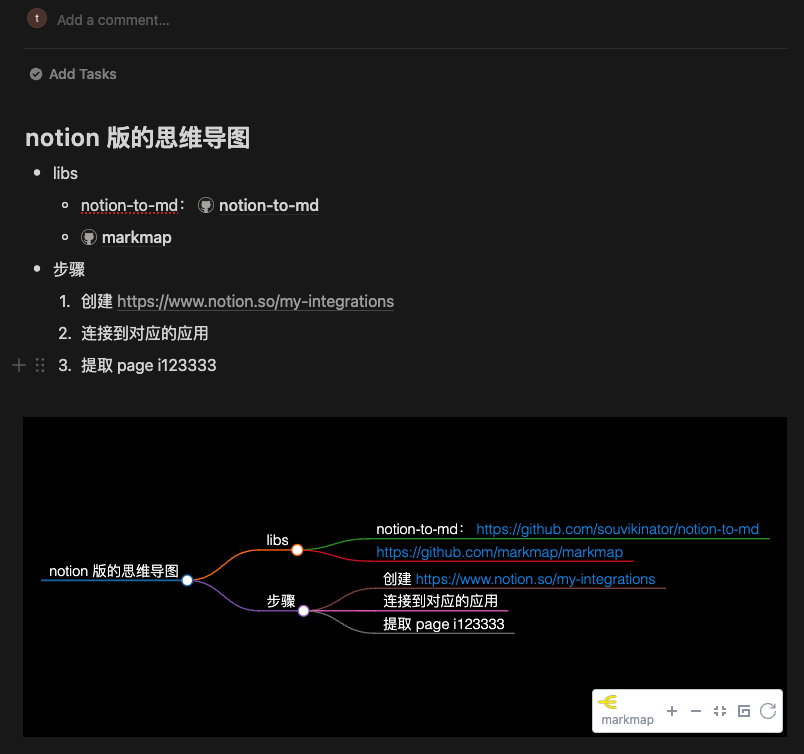 t Add a comment...
Add Tasks
notion 版的思维导图
libs
notion-to-md： notion-to-md
markmap
步骤
1. 创建 https://www.notion.so/my-integrations
2. 连接到对应的应用
3. 提取 page i123333
notion 版的思维导图
libs
notion-to-md： https://github.com/souvikinator/notion-to-md
https://github.com/markmap/markmap
步骤
创建 https://www.notion.so/my-integrations
连接到对应的应用
提取 page i123333
markmap